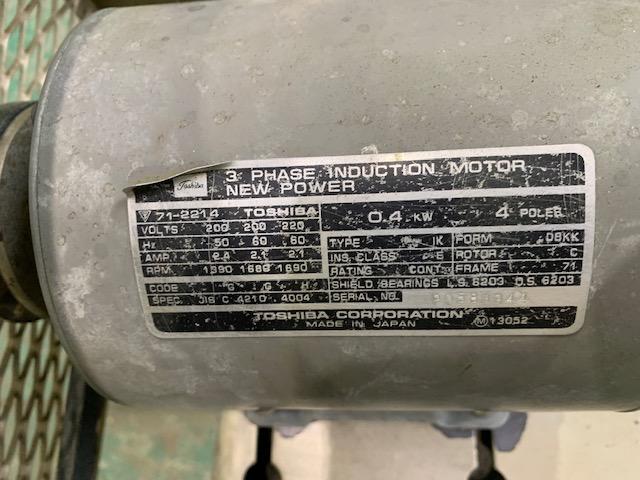 Toshiba
3 PHASE INDUCTION MOTOR
NEW POWER
71-2214 TOSHIBA
0.4 KW 4 POLES
VOLTS 200 200 220
Hz 50 60 60
AMP. 2.4 2.1 2.1
RPM 1390 1680 1690
CODE G G H
SPEC. JIS C 4210 4004
TYPE IK FORM DBKK
INS. CLASS E ROTOR C
RATING CONT. FRAME 71
SHIELD BEARINGS L.S. 6203 O.S. 6203
SERIAL NO.
TOSHIBA CORPORATION
MADE IN JAPAN
M 13052